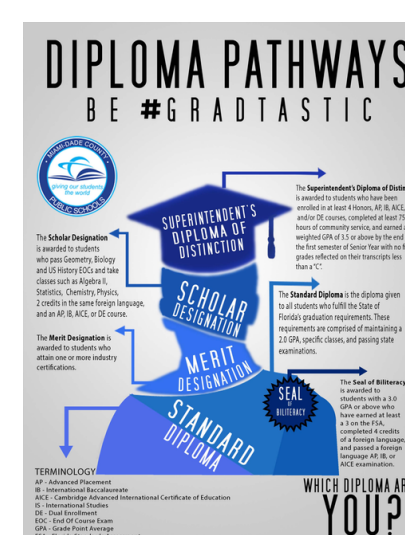 DIPLOMA PATHWAYS
BE #GRADTASTIC
MIAMI-DADE COUNTY
giving our students
the world
PUBLIC SCHOOLS
SUPERINTENDENT'S
DIPLOMA OF
DISTINCTION
The Superintendent's Diploma of Distin
is awarded to students who have been
enrolled in at least 4 Honors, AP, IB, AICE,
and/or DE courses, completed at least 75
hours of community service, and earned a
weighted GPA of 3.5 or above by the end
the first semester of Senior Year with no f
grades reflected on their transcripts less
than a "C".
The Scholar Designation
is awarded to students
who pass Geometry, Biology
and US History EOCs and take
classes such as Algebra II,
Statistics, Chemistry, Physics,
2 credits in the same foreign language,
and an AP, IB, AICE, or DE course.
SCHOLAR
DESIGNATION
The Standard Diploma is the diploma given
to all students who fulfill the State of
Florida's graduation requirements. These
requirements are comprised of maintaining a
2.0 GPA, specific classes, and passing state
examinations.
The Merit Designation is
awarded to students who
attain one or more industry
certifications.
MERIT
DESIGNATION
SEAL
OF
BILITERACY
The Seal of Biliteracy
is awarded to
students with a 3.0
GPA or above who
have earned at least
a 3 on the FSA,
completed 4 credits
of a foreign language,
and passed a foreign
language AP, IB, or
AICE examination.
STANDARD
DIPLOMA
TERMINOLOGY
AP - Advanced Placement
IB - International Baccalaureate
AICE - Cambridge Advanced International Certificate of Education
IS - International Studies
DE - Dual Enrollment
EOC - End Of Course Exam
GPA - Grade Point Average
WHICH DIPLOMA AR
YOU?